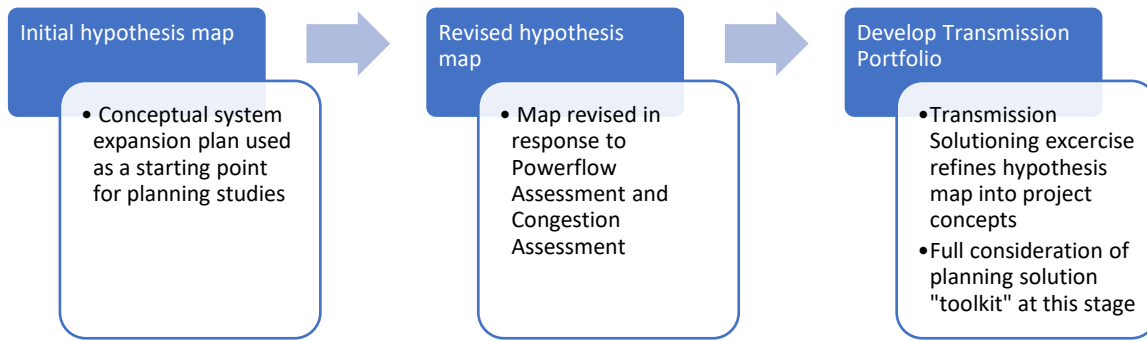 Initial hypothesis map
• Conceptual system
expansion plan used
as a starting point
for planning studies
Revised hypothesis
map
• Map revised in
response to
Powerflow
Assessment and
Congestion
Assessment
Develop Transmission
Portfolio
•Transmission
Solutioning excercise
refines hypothesis
map into project
concepts
•Full consideration of
planning solution
"toolkit" at this stage